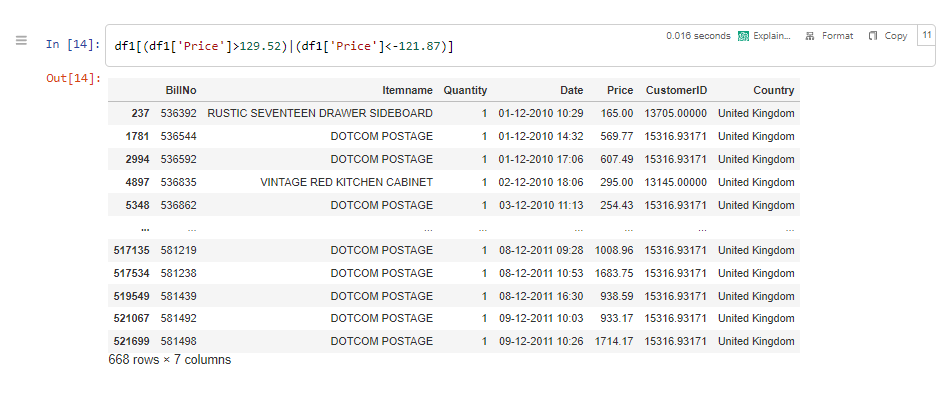 In [14]: df1[(df1['Price']>129.52)|(df1['Price']<-121.87)] 0.016 seconds Explain... Format Copy 11
Out[14]:
BillNo Itemname Quantity Date Price CustomerID Country
237 536392 RUSTIC SEVENTEEN DRAWER SIDEBOARD 1 01-12-2010 10:29 165.00 13705.00000 United Kingdom
1781 536544 DOTCOM POSTAGE 1 01-12-2010 14:32 569.77 15316.93171 United Kingdom
2994 536592 DOTCOM POSTAGE 1 01-12-2010 17:06 607.49 15316.93171 United Kingdom
4897 536835 VINTAGE RED KITCHEN CABINET 1 02-12-2010 18:06 295.00 13145.00000 United Kingdom
5348 536862 DOTCOM POSTAGE 1 03-12-2010 11:13 254.43 15316.93171 United Kingdom
... ... ... ... ... ... ... ...
517135 581219 DOTCOM POSTAGE 1 08-12-2011 09:28 1008.96 15316.93171 United Kingdom
517534 581238 DOTCOM POSTAGE 1 08-12-2011 10:53 1683.75 15316.93171 United Kingdom
519549 581439 DOTCOM POSTAGE 1 08-12-2011 16:30 938.59 15316.93171 United Kingdom
521067 581492 DOTCOM POSTAGE 1 09-12-2011 10:03 933.17 15316.93171 United Kingdom
521699 581498 DOTCOM POSTAGE 1 09-12-2011 10:26 1714.17 15316.93171 United Kingdom
668 rows × 7 columns